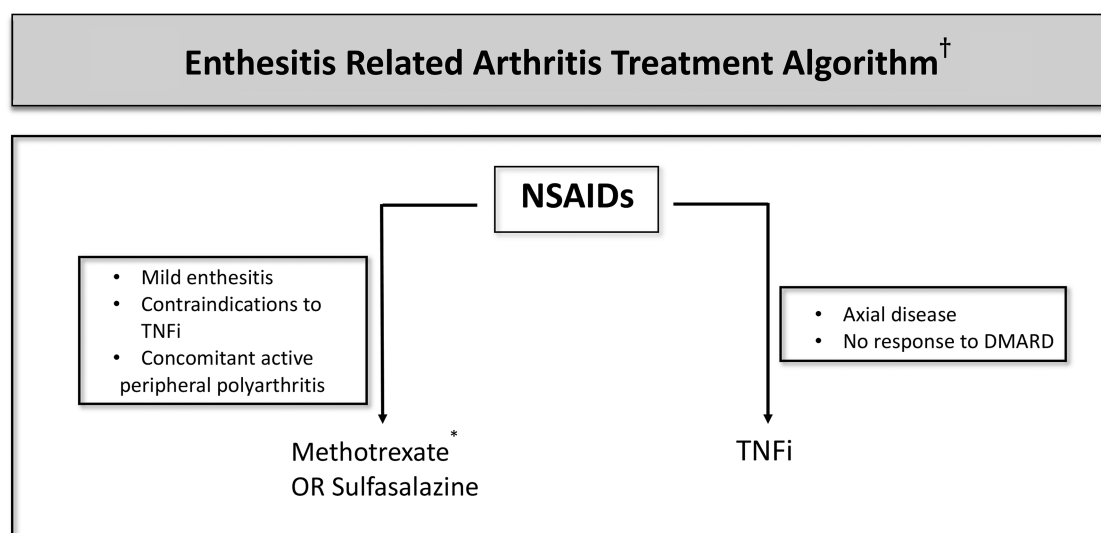 Enthesitis Related Arthritis Treatment Algorithm†
NSAIDs
• Mild enthesitis
• Contraindications to
TNFi
• Concomitant active
peripheral polyarthritis
• Axial disease
• No response to DMARD
Methotrexate*
OR Sulfasalazine
TNFi